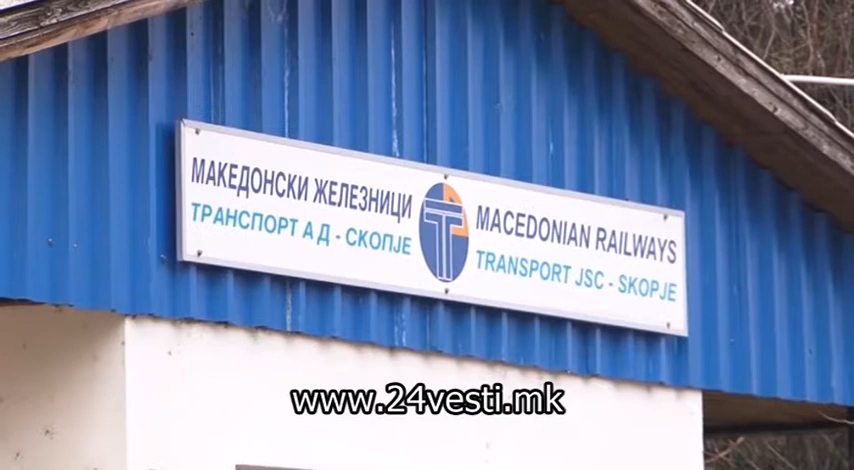 МАКЕДОНСКИ ЖЕЛЕЗНИЦИ
ТРАНСПОРТ А Д - СКОПЈЕ
MACEDONIAN RAILWAYS
TRANSPORT JSC - SKOPJE
www.24vesti.mk